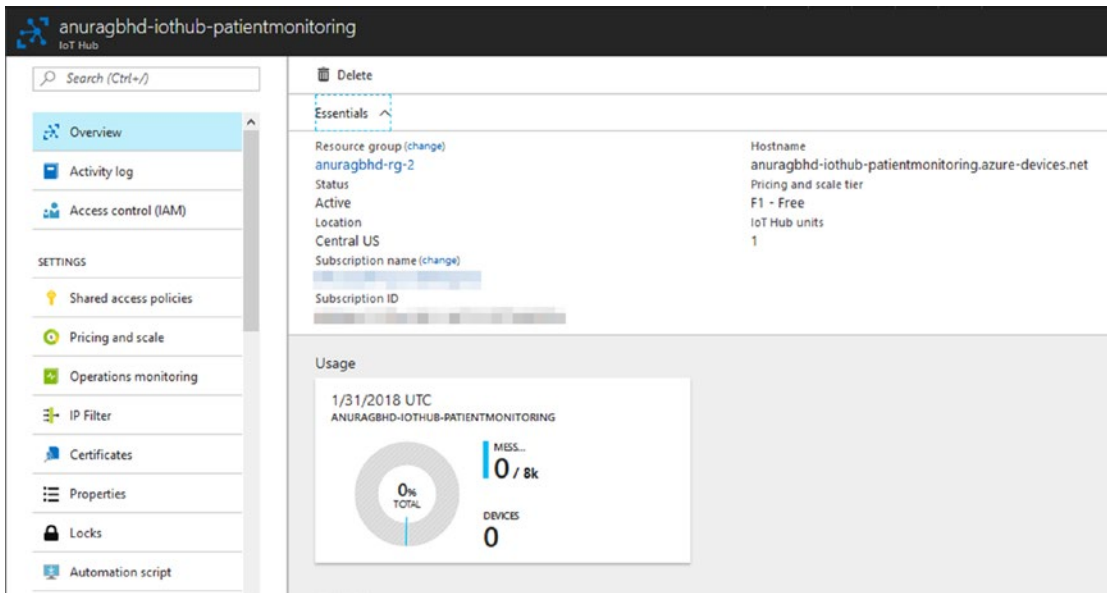 anuragbhd-iothub-patientmonitoring
IoT Hub
Search (Ctrl+/)
Overview
Activity log
Access control (IAM)
SETTINGS
Shared access policies
Pricing and scale
Operations monitoring
IP Filter
Certificates
Properties
Locks
Automation script
Delete
Essentials
Resource group (change)
anuragbhd-rg-2
Status
Active
Location
Central US
Subscription name (change)
Subscription ID
Hostname
anuragbhd-iothub-patientmonitoring.azure-devices.net
Pricing and scale tier
F1 - Free
IoT Hub units
1
Usage
1/31/2018 UTC
ANURAGBHD-IOTHUB-PATIENTMONITORING
0%
TOTAL
MESS...
0 / 8k
DEVICES
0